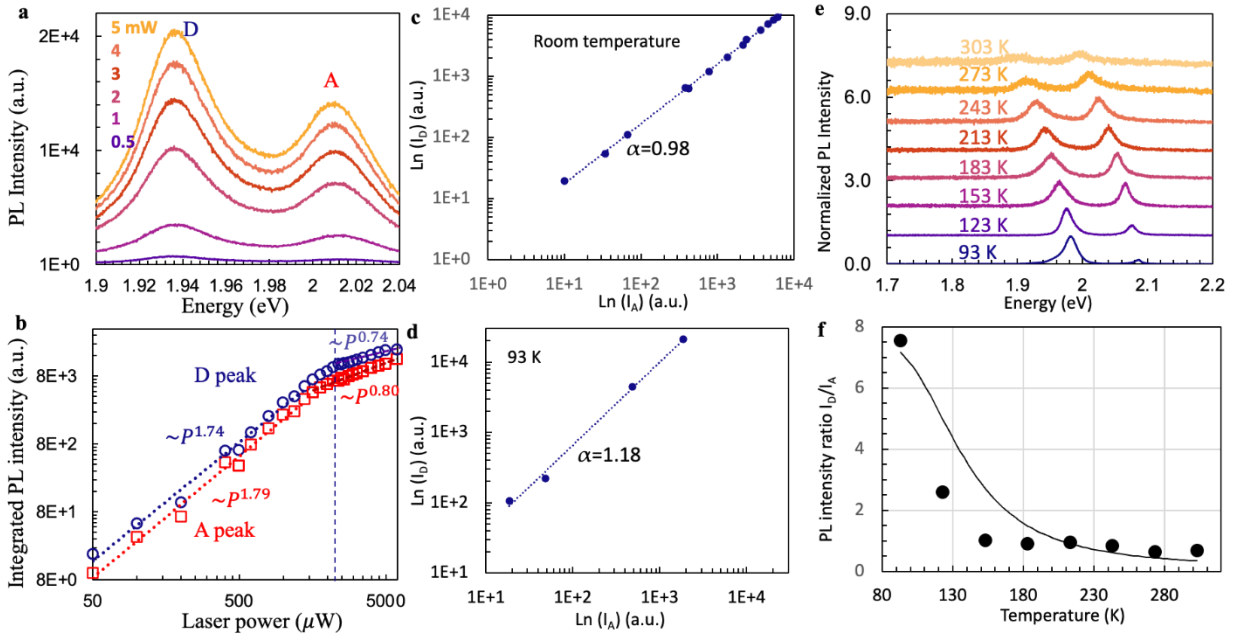 a
5 mW
D
4
3
2
1
0.5
A
2E+4
1E+4
1E+0
PL Intensity (a.u.)
1.9 1.92 1.94 1.96 1.98 2 2.02 2.04
Energy (eV)
b
8E+3
8E+2
8E+1
8E+0
Integrated PL intensity (a.u.)
D peak
~P^0.74
~P^0.80
~P^1.74
~P^1.79
A peak
50 500 5000
Laser power (μW)
c
1E+4
1E+3
1E+2
1E+1
1E+0
Ln (I_D) (a.u.)
Room temperature
α=0.98
1E+0 1E+1 1E+2 1E+3 1E+4
Ln (I_A) (a.u.)
d
1E+4
1E+3
1E+2
1E+1
Ln (I_D) (a.u.)
93 K
α=1.18
1E+1 1E+2 1E+3 1E+4
Ln (I_A) (a.u.)
e
9.0
6.0
3.0
0.0
Normalized PL Intensity
303 K
273 K
243 K
213 K
183 K
153 K
123 K
93 K
1.7 1.8 1.9 2 2.1 2.2
Energy (eV)
f
8
7
6
5
4
3
2
1
0
PL intensity ratio I_D/I_A
80 130 180 230 280
Temperature (K)